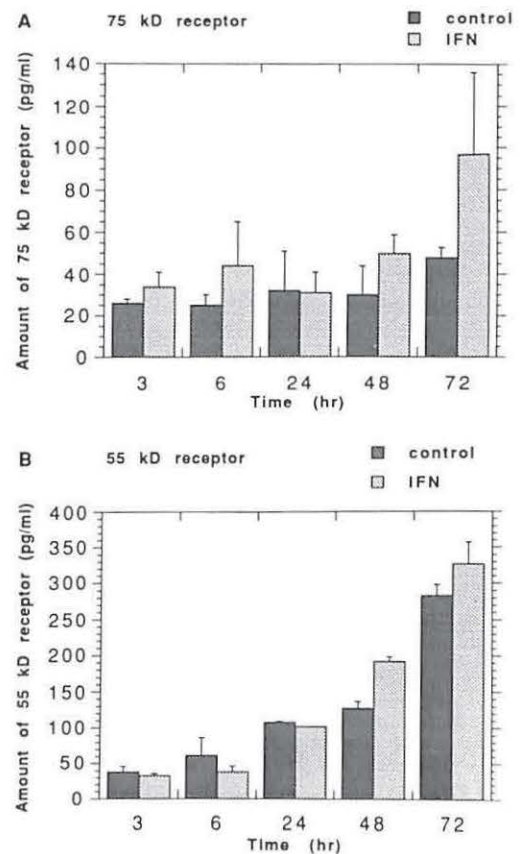 A 75 kD receptor
control
IFN
Amount of 75 kD receptor (pg/ml)
140
120
100
80
60
40
20
0
3 6 24 48 72
Time (hr)
B 55 kD receptor
control
IFN
Amount of 55 kD receptor (pg/ml)
400
350
300
250
200
150
100
50
0
3 6 24 48 72
Time (hr)